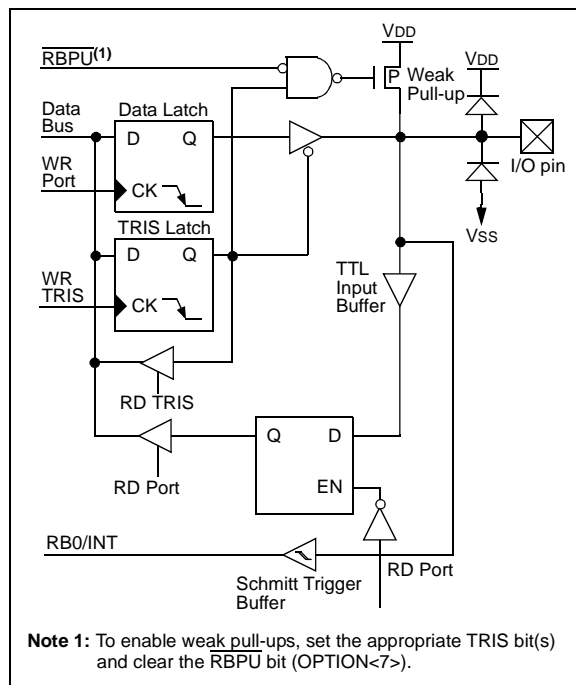 VDD
RBPU(1)
P
Weak
Pull-up
VDD
Data
Bus
Data Latch
D Q
WR
Port
CK
I/O pin
VSS
TRIS Latch
D Q
WR
TRIS
CK
TTL
Input
Buffer
RD TRIS
Q D
RD Port
EN
RB0/INT
Schmitt Trigger
Buffer
RD Port
Note 1: To enable weak pull-ups, set the appropriate TRIS bit(s)
and clear the RBPU bit (OPTION<7>).